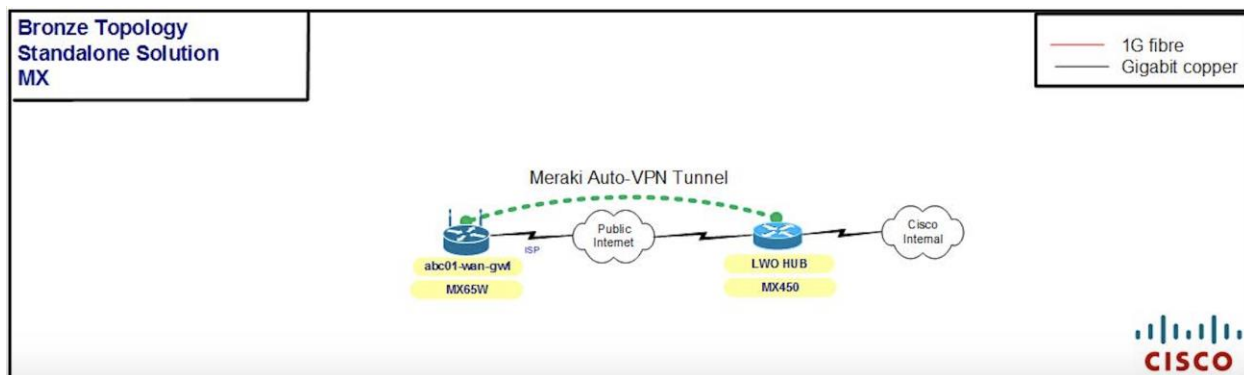 Bronze Topology
Standalone Solution
MX
1G fibre
Gigabit copper
Meraki Auto-VPN Tunnel
Public
Internet
Cisco
Internal
ISP
abc01-wan-gw1
LWO HUB
MX65W
MX450
CISCO